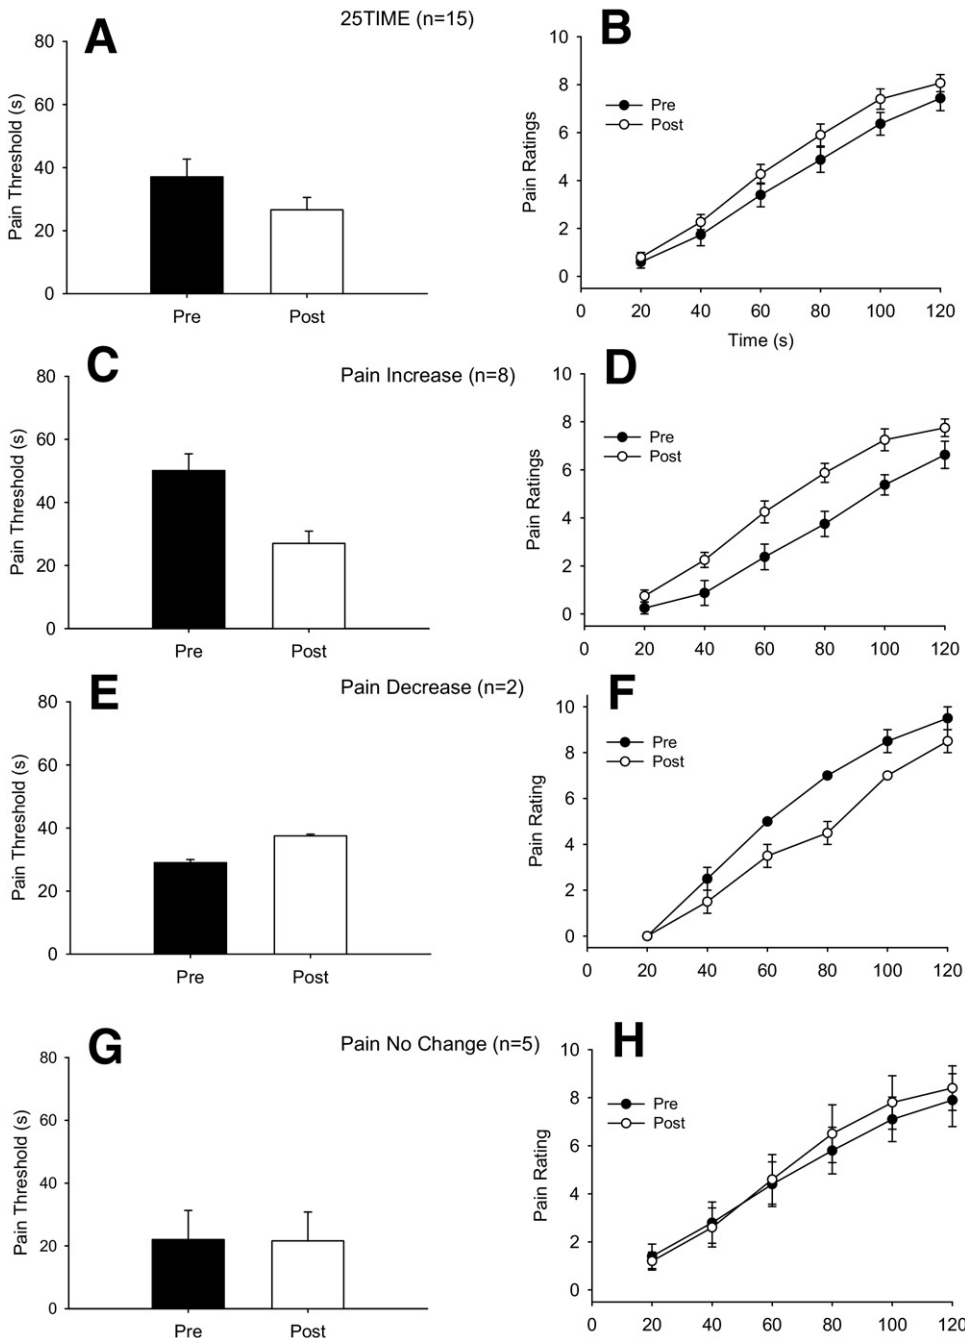 A
25TIME (n=15)
B
Pain Threshold (s)
80
60
40
20
0
Pre
Post
Pain Ratings
10
8
6
4
2
0
Pre
Post
0 20 40 60 80 100 120
Time (s)
C
Pain Increase (n=8)
D
Pain Threshold (s)
80
60
40
20
0
Pre
Post
Pain Ratings
10
8
6
4
2
0
Pre
Post
0 20 40 60 80 100 120
E
Pain Decrease (n=2)
F
Pain Threshold (s)
80
60
40
20
0
Pre
Post
Pain Rating
10
8
6
4
2
0
Pre
Post
0 20 40 60 80 100 120
G
Pain No Change (n=5)
H
Pain Threshold (s)
80
60
40
20
0
Pre
Post
Pain Rating
10
8
6
4
2
0
Pre
Post
0 20 40 60 80 100 120